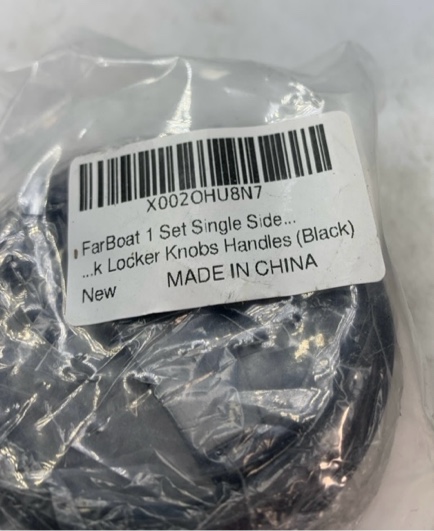 X002OHU8N7
FarBoat 1 Set Single Side...
...k Locker Knobs Handles (Black)
New MADE IN CHINA